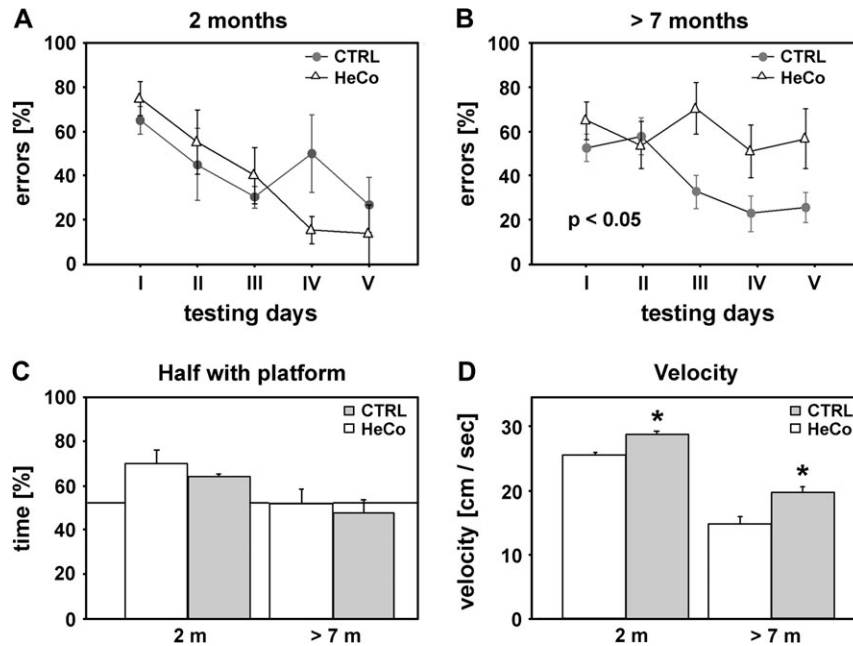 A
2 months
100
80
60
40
20
0
errors [%]
CTRL
HeCo
I II III IV V
testing days
B
> 7 months
100
80
60
40
20
0
errors [%]
CTRL
HeCo
p < 0.05
I II III IV V
testing days
C
Half with platform
100
80
60
40
20
0
time [%]
CTRL
HeCo
2 m > 7 m
D
Velocity
30
20
10
0
velocity [cm / sec]
CTRL
HeCo
*
*
2 m > 7 m